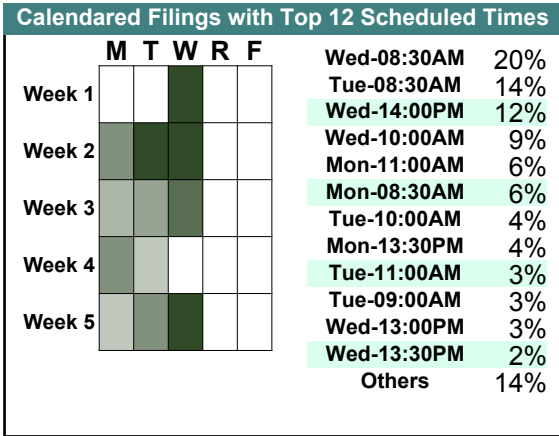 Calendared Filings with Top 12 Scheduled Times
M T W R F
Week 1
Week 2
Week 3
Week 4
Week 5
Wed-08:30AM 20%
Tue-08:30AM 14%
Wed-14:00PM 12%
Wed-10:00AM 9%
Mon-11:00AM 6%
Mon-08:30AM 6%
Tue-10:00AM 4%
Mon-13:30PM 4%
Tue-11:00AM 3%
Tue-09:00AM 3%
Wed-13:00PM 3%
Wed-13:30PM 2%
Others 14%